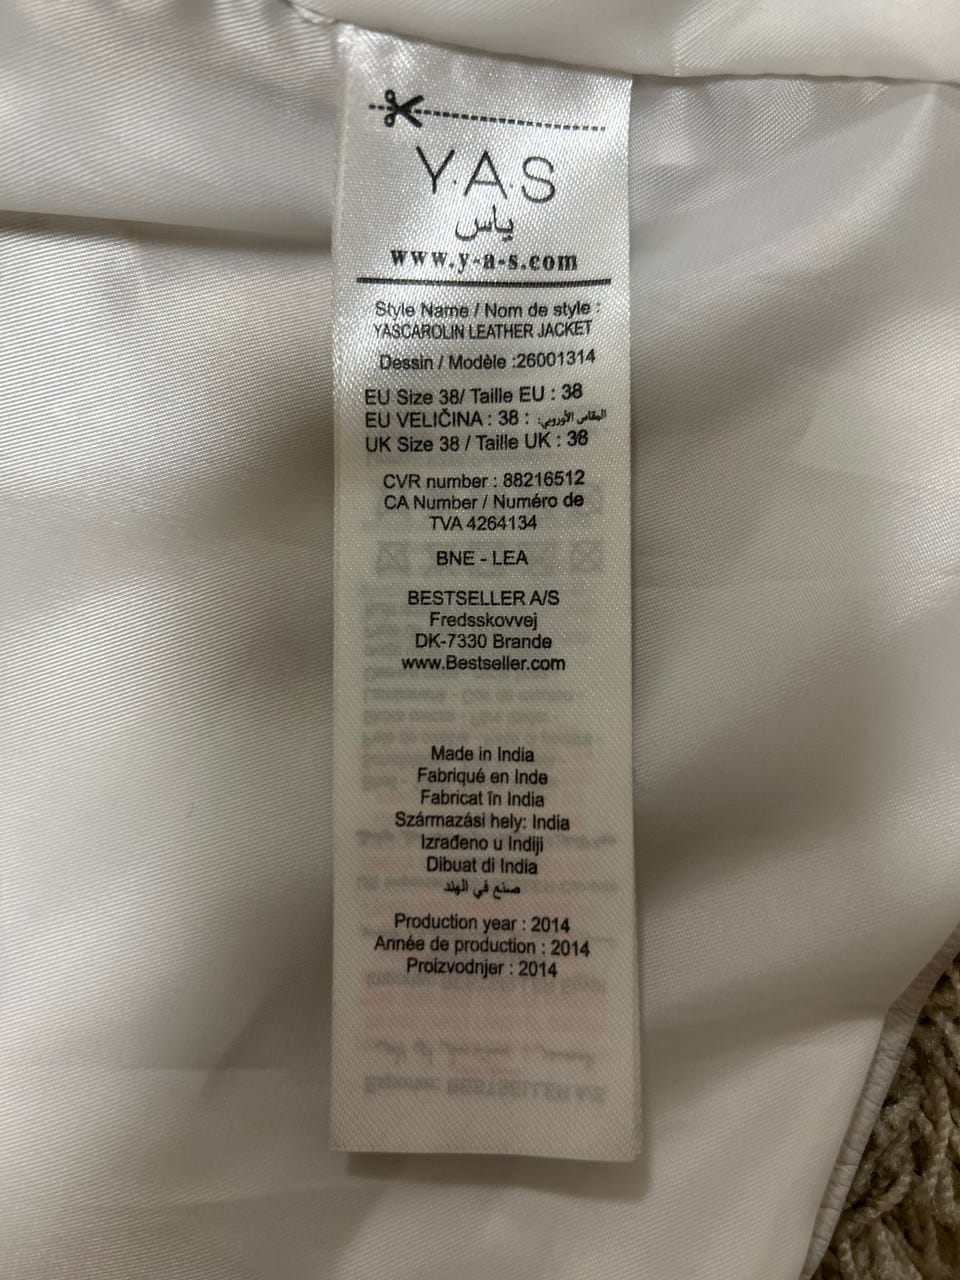 Y.A.S
ياس
www.y-a-s.com
Style Name / Nom de style :
YASCAROLIN LEATHER JACKET
Dessin / Modèle :26001314
EU Size 38/ Taille EU : 38
EU VELIČINA : 38 : المقاس الأوروبي:
UK Size 38 / Taille UK : 38
CVR number : 88216512
CA Number / Numéro de
TVA 4264134
BNE - LEA
BESTSELLER A/S
Fredsskovvej
DK-7330 Brande
www.Bestseller.com
Made in India
Fabriqué en Inde
Fabricat în India
Származási hely: India
Izrađeno u Indiji
Dibuat di India
صنع في الهند
Production year : 2014
Année de production : 2014
Proizvodnjer : 2014